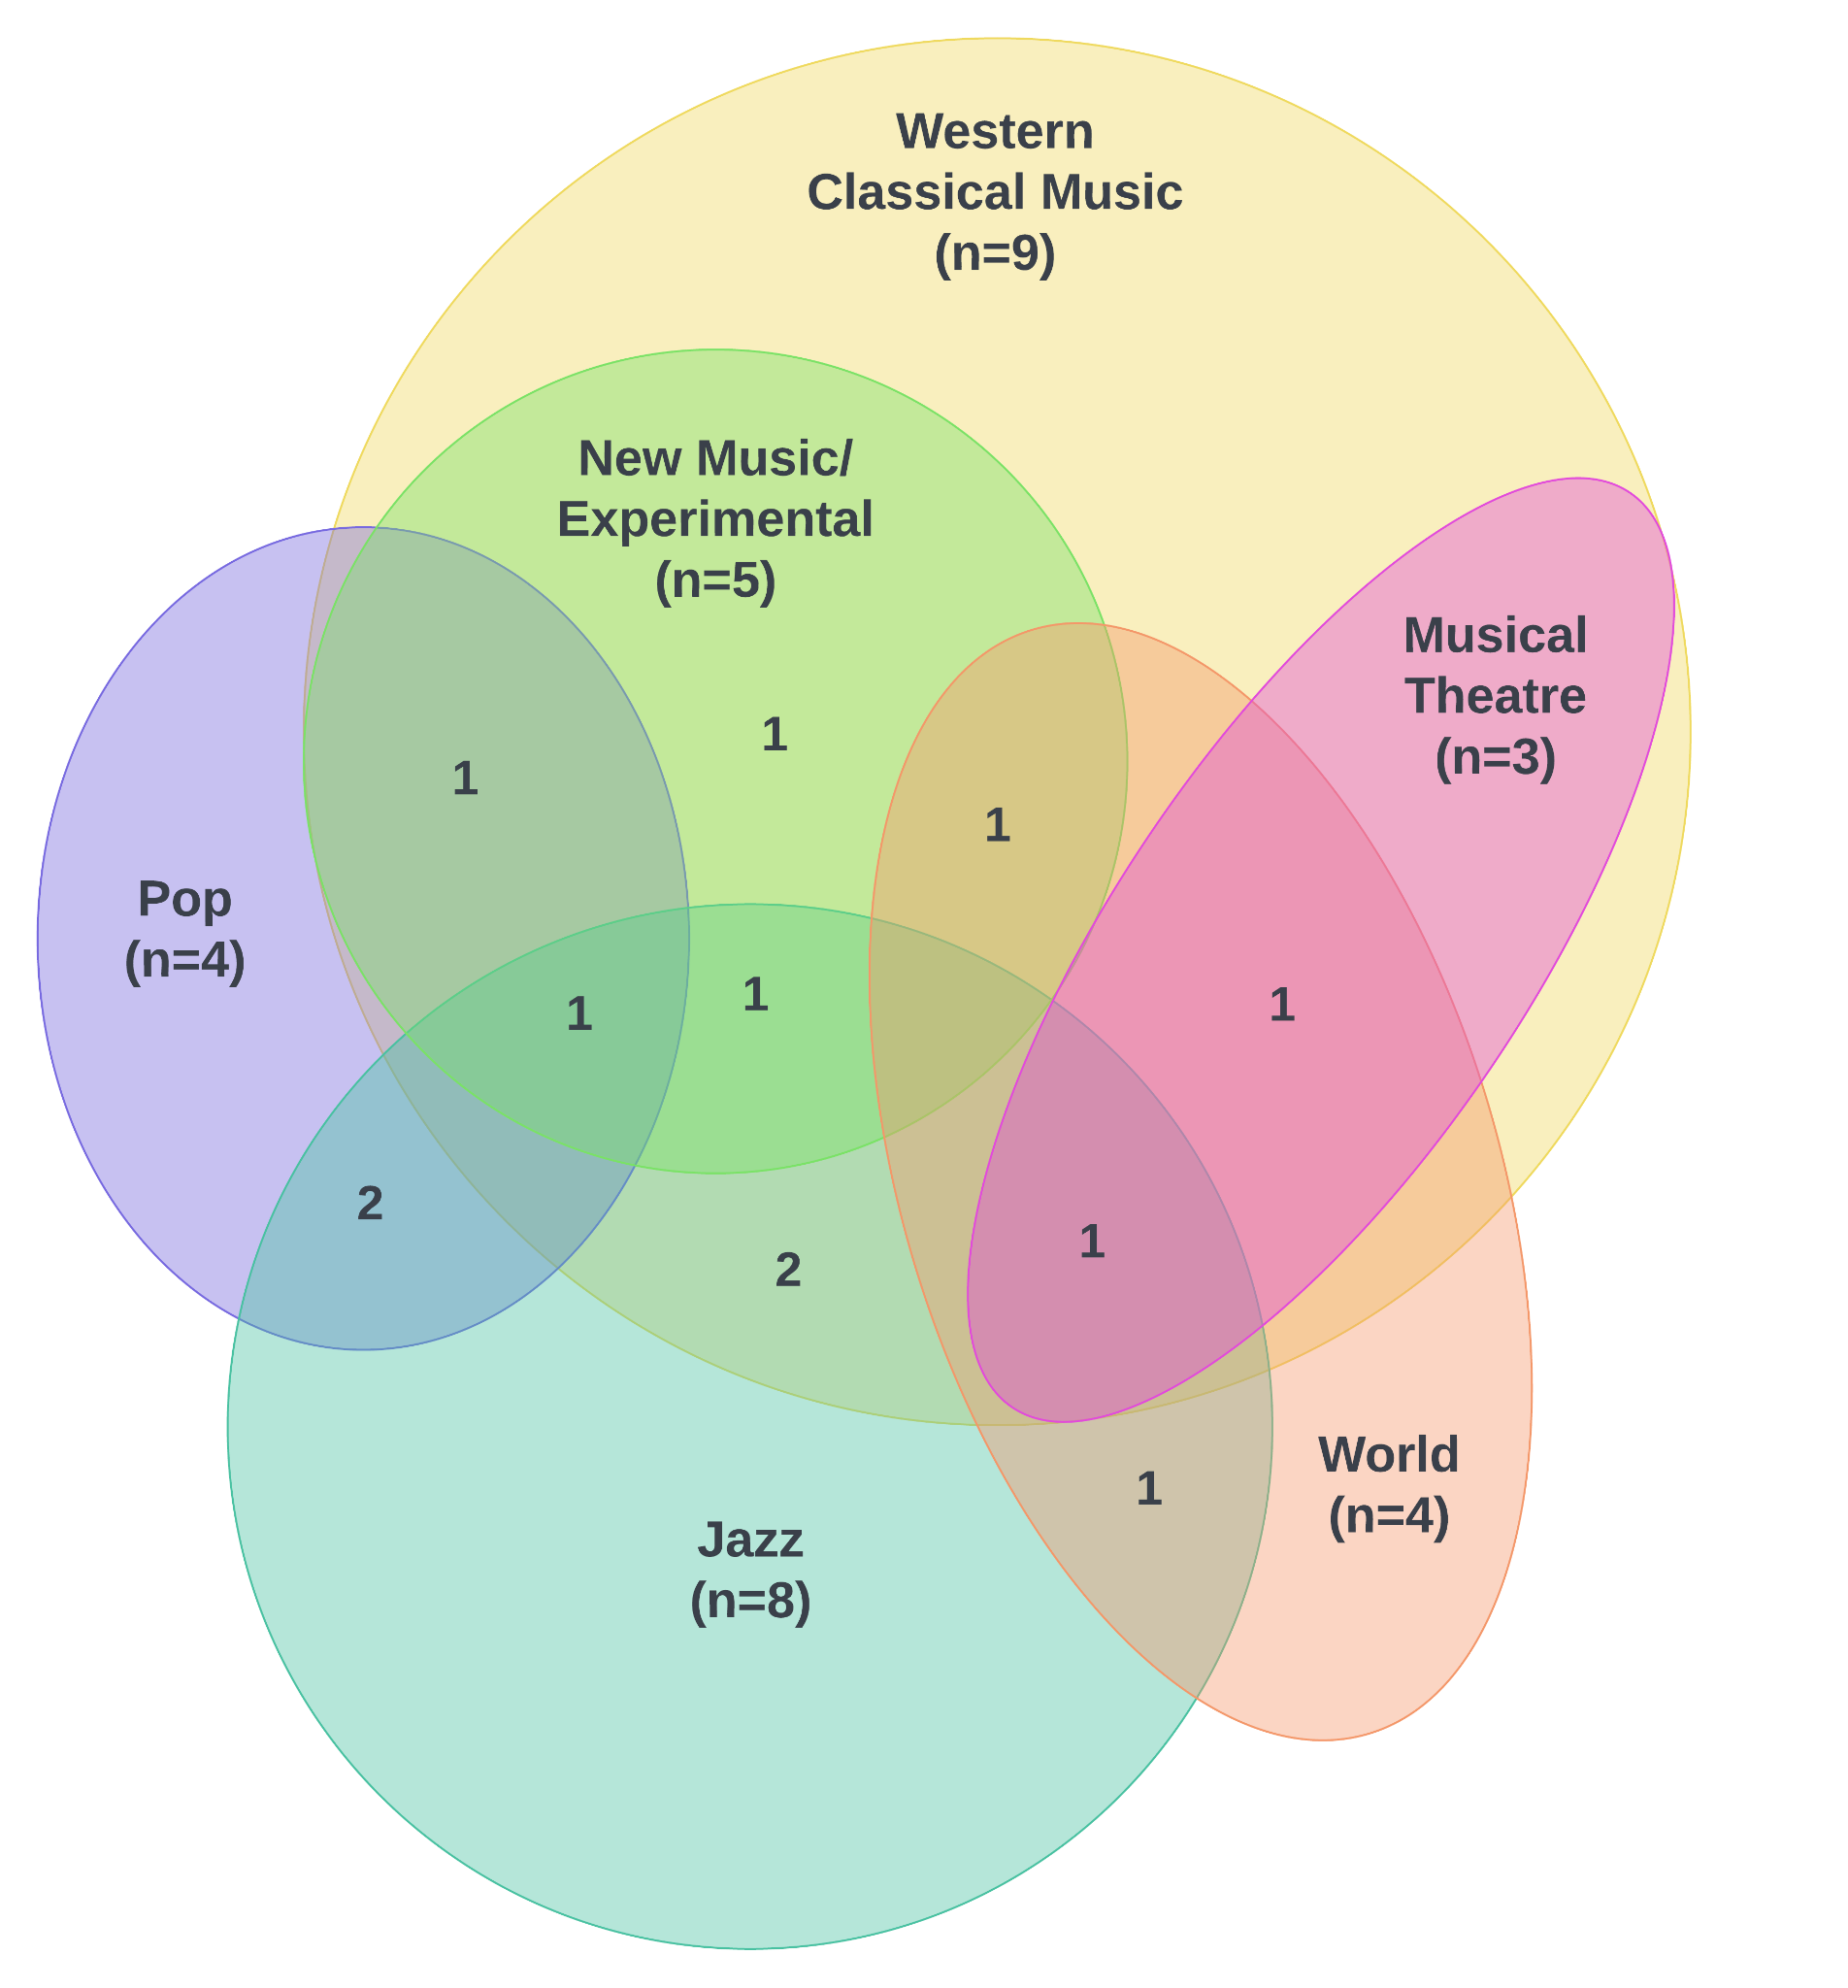 Western
Classical Music
(n=9)
New Music/
Experimental
(n=5)
Musical
Theatre
(n=3)
1
1
1
Pop
(n=4)
1
1
1
2
2
1
World
(n=4)
1
Jazz
(n=8)